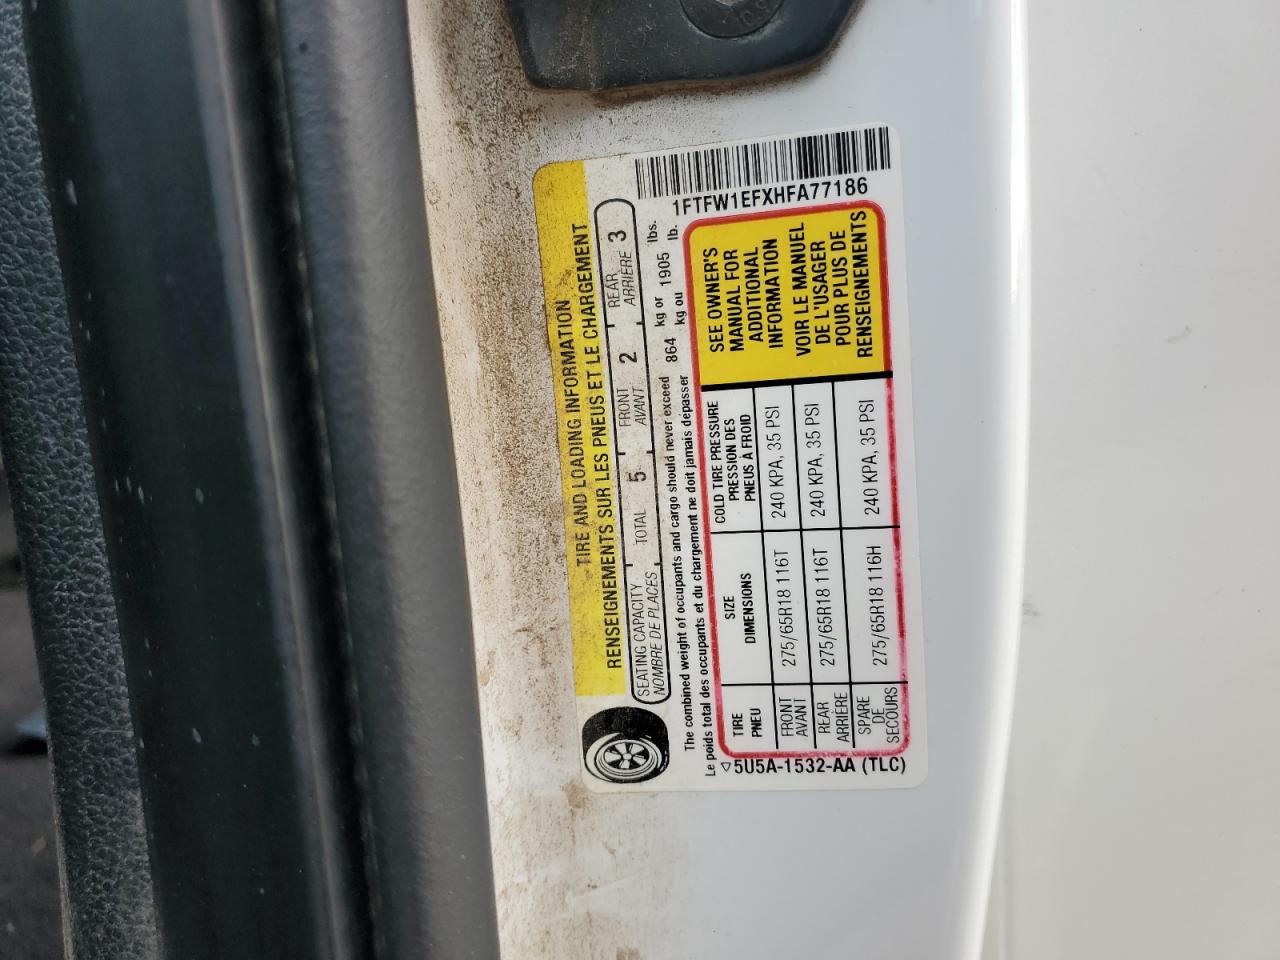 TIRE AND LOADING INFORMATION
RENSEIGNEMENTS SUR LES PNEUS ET LE CHARGEMENT
SEATING CAPACITY TOTAL 5 FRONT 2 REAR 3
NOMBRE DE PLACES AVANT ARRIÈRE
The combined weight of occupants and cargo should never exceed 864 kg or 1905 lbs.
Le poids total des occupants et du chargement ne doit jamais dépasser kg ou lb.
1FTFW1EFXHFA77186
TIRE SIZE COLD TIRE PRESSURE
PNEU DIMENSIONS PRESSION DES
PNEUS À FROID
FRONT 275/65R18 116T 240 KPA, 35 PSI
AVANT
REAR 275/65R18 116T 240 KPA, 35 PSI
ARRIÈRE
SPARE 275/65R18 116H 240 KPA, 35 PSI
DE
SECOURS
SEE OWNER'S
MANUAL FOR
ADDITIONAL
INFORMATION
VOIR LE MANUEL
DE L'USAGER
POUR PLUS DE
RENSEIGNEMENTS
5U5A-1532-AA (TLC)